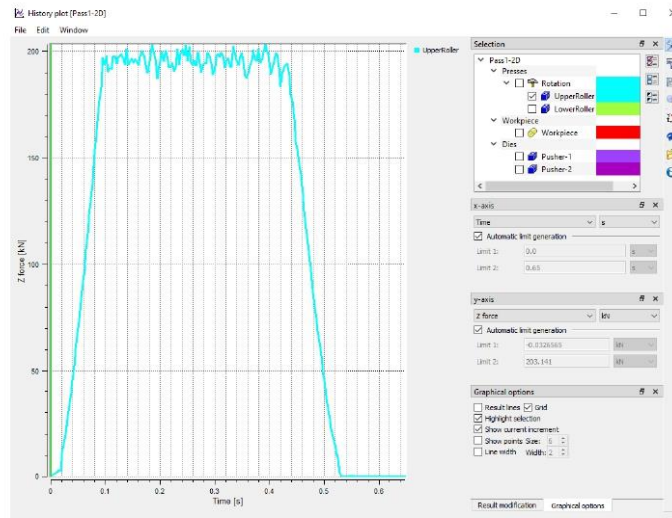 History plot [Pass1-2D]
File Edit Window
200
150
100
50
0
Z force [kN]
0 0.1 0.2 0.3 0.4 0.5 0.6
Time [s]
UpperRoller
Selection
Pass1-2D
Presses
Rotation
UpperRoller
LowerRoller
Workpiece
Workpiece
Dies
Pusher-1
Pusher-2
x-axis
Time s
Automatic limit generation
Limit 1: 0.0 s
Limit 2: 0.65 s
y-axis
Z force kN
Automatic limit generation
Limit 1: -0.0326585 kN
Limit 2: 203.141 kN
Graphical options
Result lines Grid
Highlight selection
Show current increment
Show points Size: 6
Line width Width: 2
Result modification Graphical options